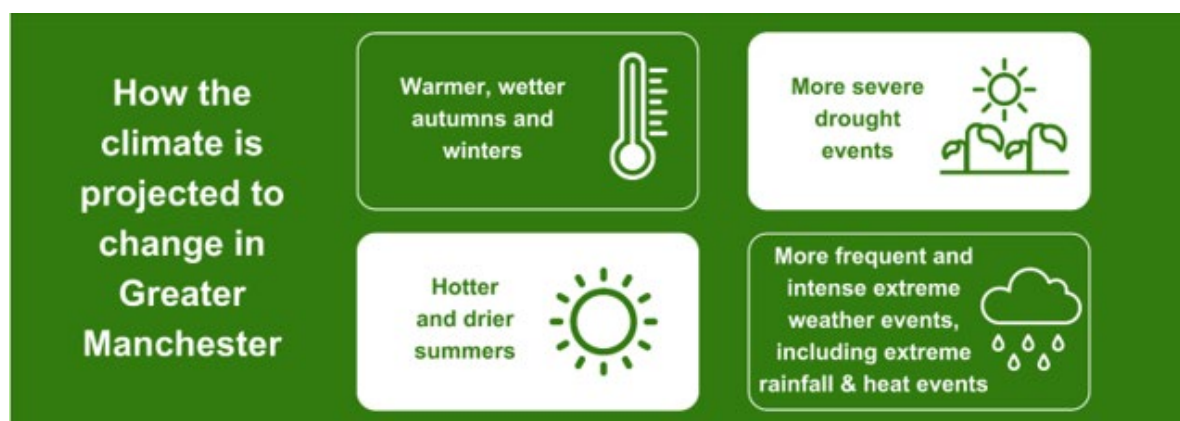 How the
climate is
projected to
change in
Greater
Manchester
Warmer, wetter
autumns and
winters
More severe
drought
events
Hotter
and drier
summers
More frequent and
intense extreme
weather events,
including extreme
rainfall & heat events